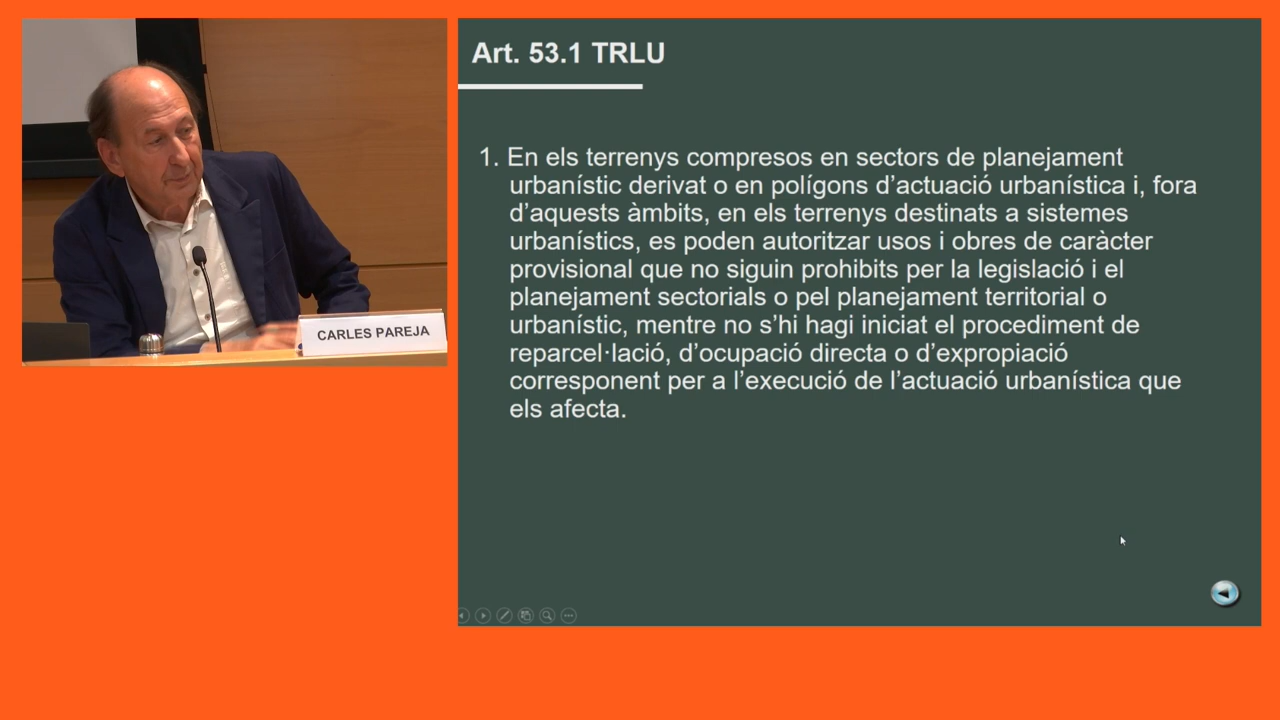 CARLES PAREJA
Art. 53.1 TRLU
1. En els terrenys compresos en sectors de planejament
urbanístic derivat o en polígons d’actuació urbanística i, fora
d’aquests àmbits, en els terrenys destinats a sistemes
urbanístics, es poden autoritzar usos i obres de caràcter
provisional que no siguin prohibits per la legislació i el
planejament sectorials o pel planejament territorial o
urbanístic, mentre no s’hi hagi iniciat el procediment de
reparcel·lació, d’ocupació directa o d’expropiació
corresponent per a l’execució de l’actuació urbanística que
els afecta.